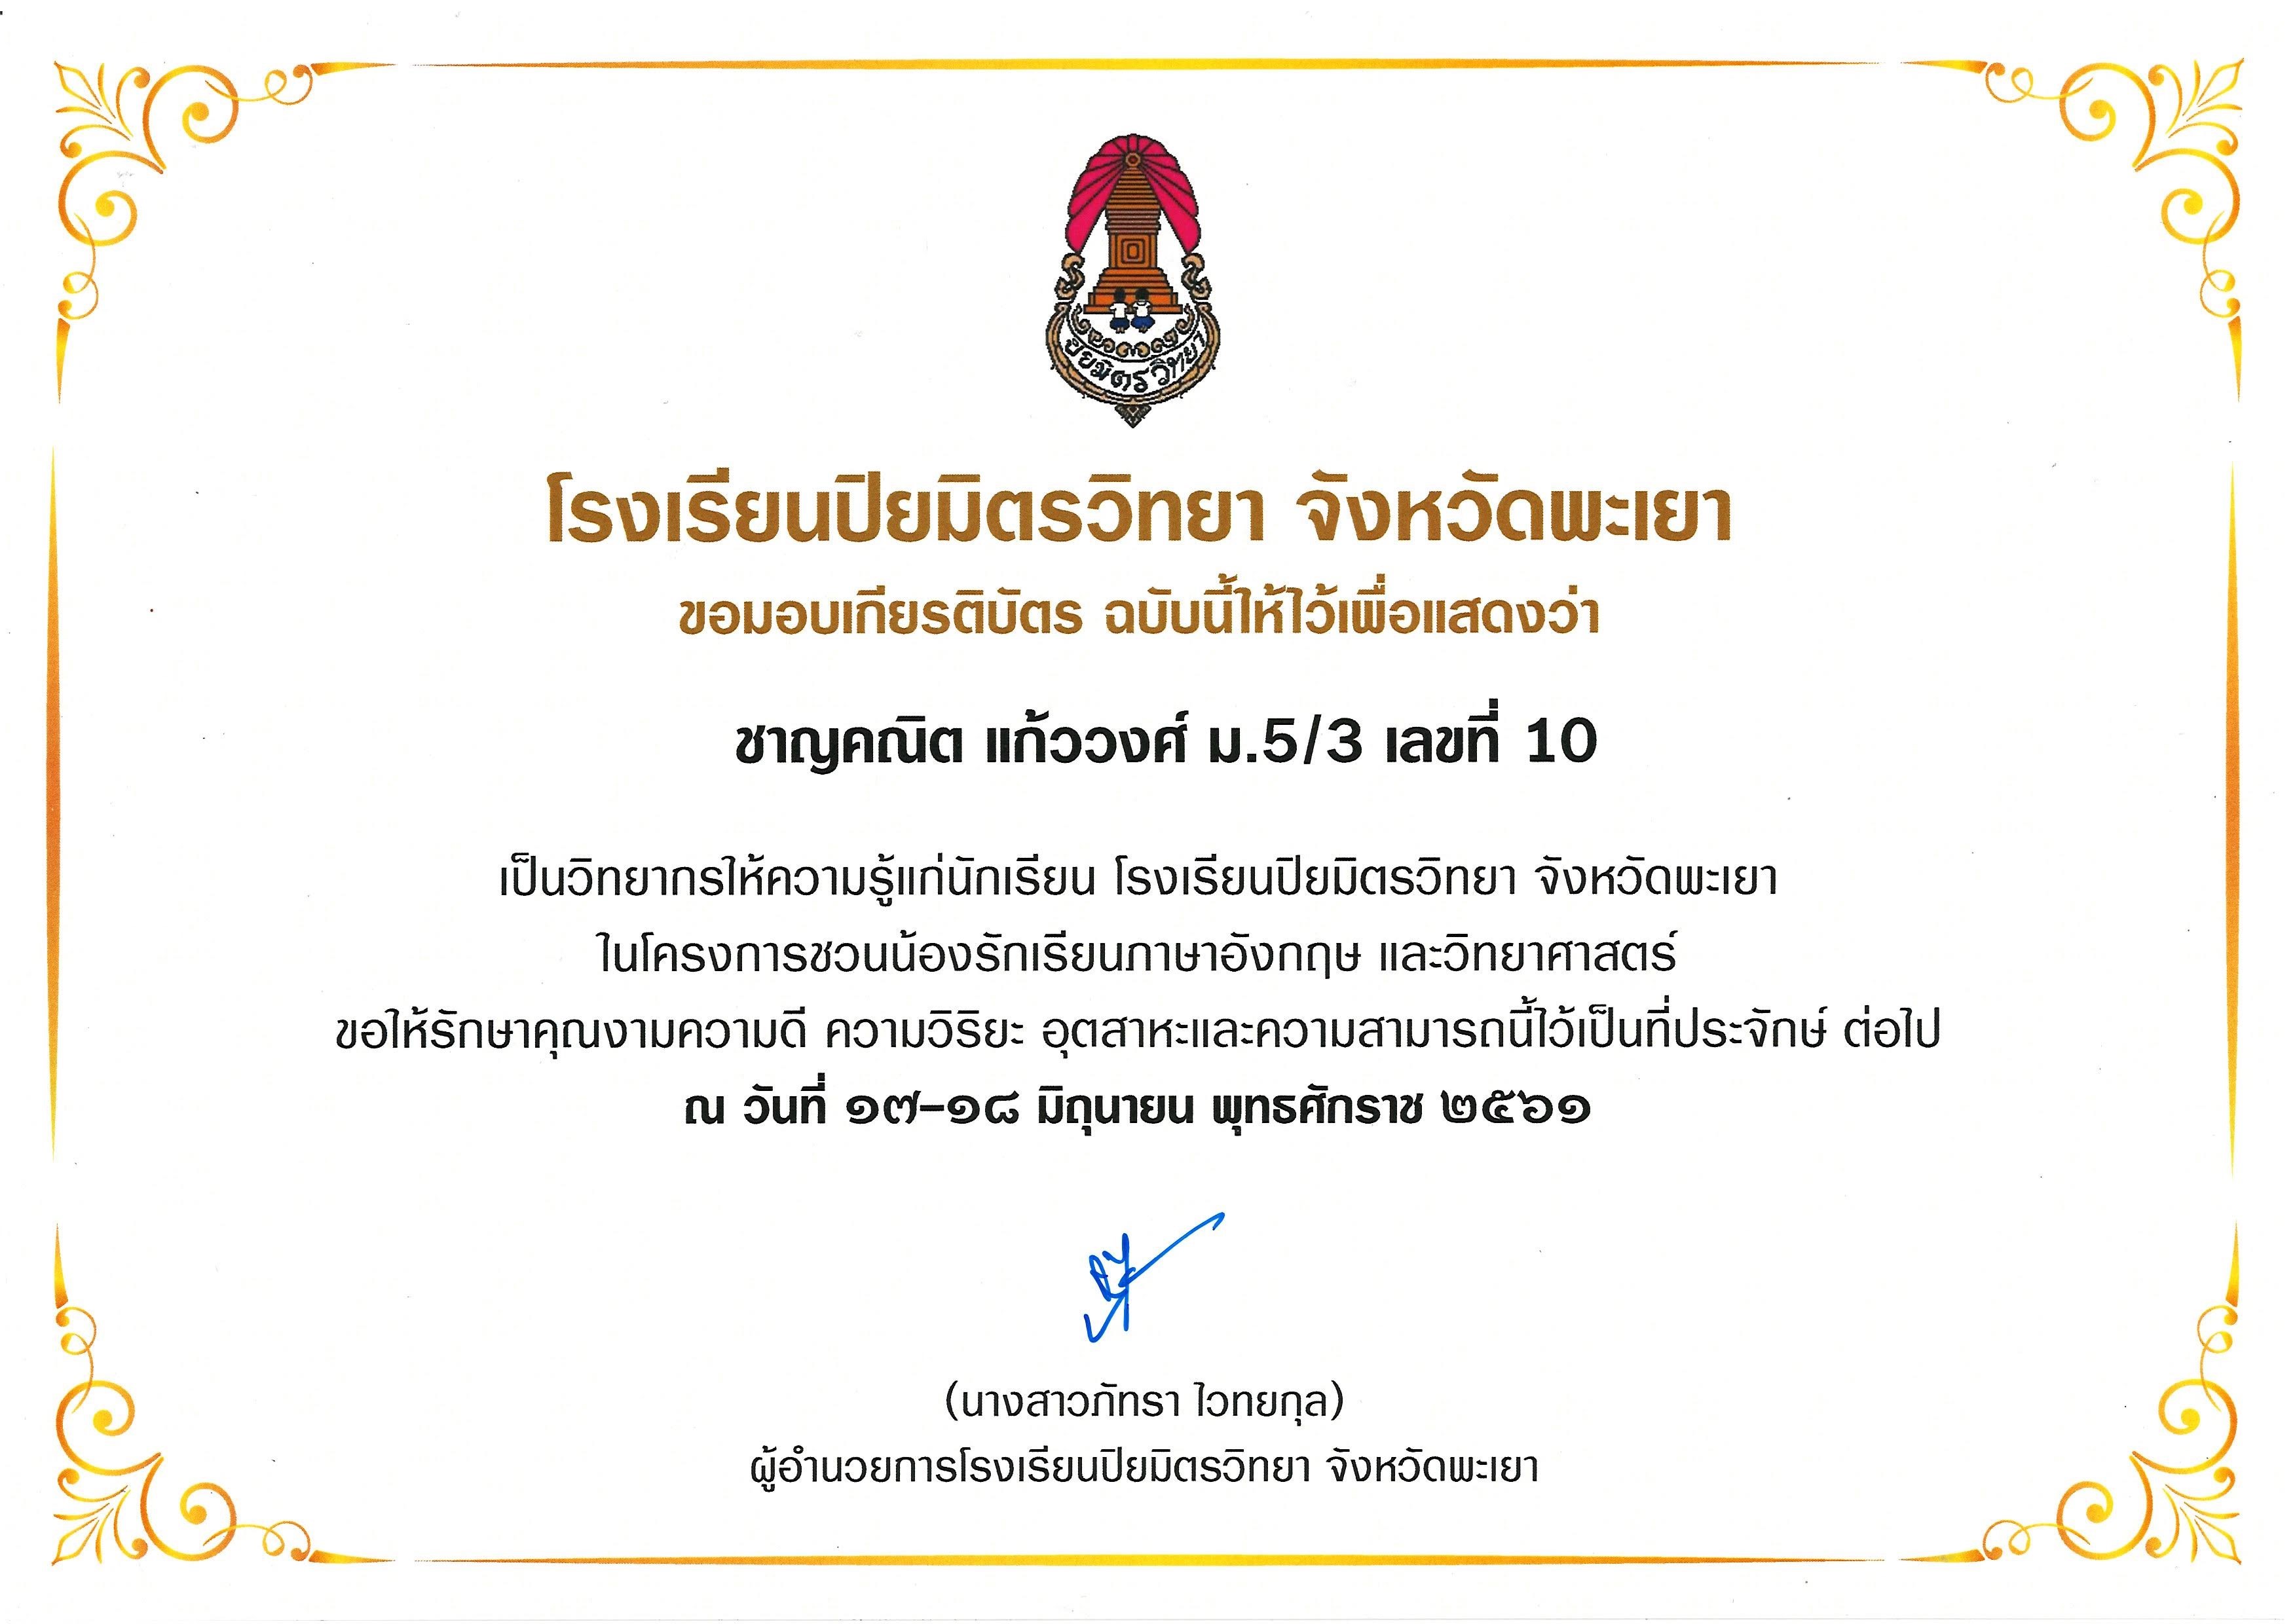 ปิยมิตรวิทยา
โรงเรียนปิยมิตรวิทยา จังหวัดพะเยา
ขอมอบเกียรติบัตร ฉบับนี้ให้ไว้เพื่อแสดงว่า
ชาญคณิต แก้ววงศ์ ม.5/3 เลขที่ 10
เป็นวิทยากรให้ความรู้แก่นักเรียน โรงเรียนปิยมิตรวิทยา จังหวัดพะเยา
ในโครงการชวนน้องรักเรียนภาษาอังกฤษ และวิทยาศาสตร์
ขอให้รักษาคุณงามความดี ความวิริยะ อุตสาหะและความสามารถนี้ไว้เป็นที่ประจักษ์ ต่อไป
ณ วันที่ ๑๗–๑๘ มิถุนายน พุทธศักราช ๒๕๖๑
(นางสาวภัทรา ไวทยกุล)
ผู้อำนวยการโรงเรียนปิยมิตรวิทยา จังหวัดพะเยา